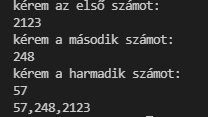 kérem az első számot:
2123
kérem a második számot:
248
kérem a harmadik számot:
57
57,248,2123